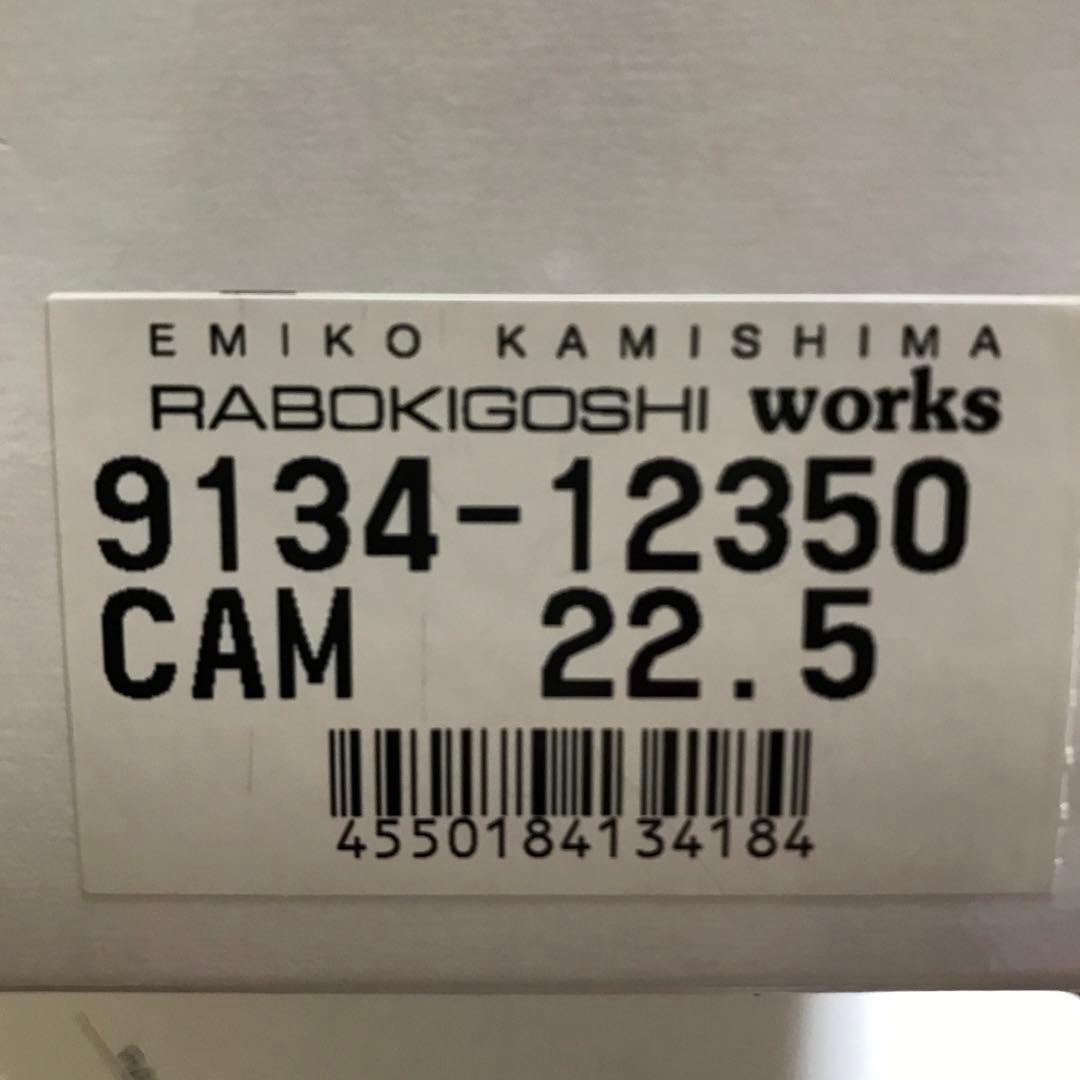 EMIKO KAMISHIMA
RABOKIGOSHI works
9134-12350
CAM 22.5
4550184134184